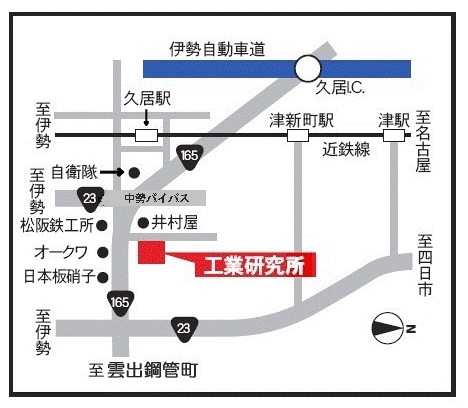 伊勢自動車道
久居I.C.
至伊勢
久居駅
津新町駅
津駅
至名古屋
近鉄線
165
自衛隊
至伊勢
23
中勢バイパス
松阪鉄工所
井村屋
オークワ
工業研究所
日本板硝子
至四日市
165
至伊勢
23
N
至 雲出鋼管町